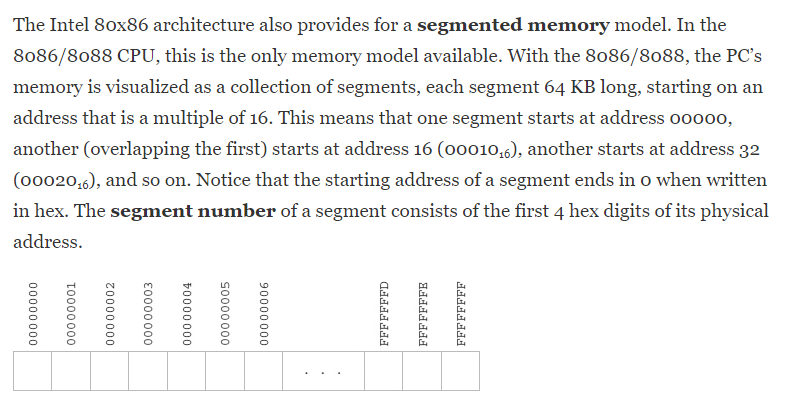 The Intel 80x86 architecture also provides for a segmented memory model. In the
8086/8088 CPU, this is the only memory model available. With the 8086/8088, the PC’s
memory is visualized as a collection of segments, each segment 64 KB long, starting on an
address that is a multiple of 16. This means that one segment starts at address 00000,
another (overlapping the first) starts at address 16 (00010₁₆), another starts at address 32
(00020₁₆), and so on. Notice that the starting address of a segment ends in 0 when written
in hex. The segment number of a segment consists of the first 4 hex digits of its physical
address.
00000000
00000001
00000002
00000003
00000004
00000005
00000006
FFFFFFFD
FFFFFFFE
FFFFFFFF
. . .